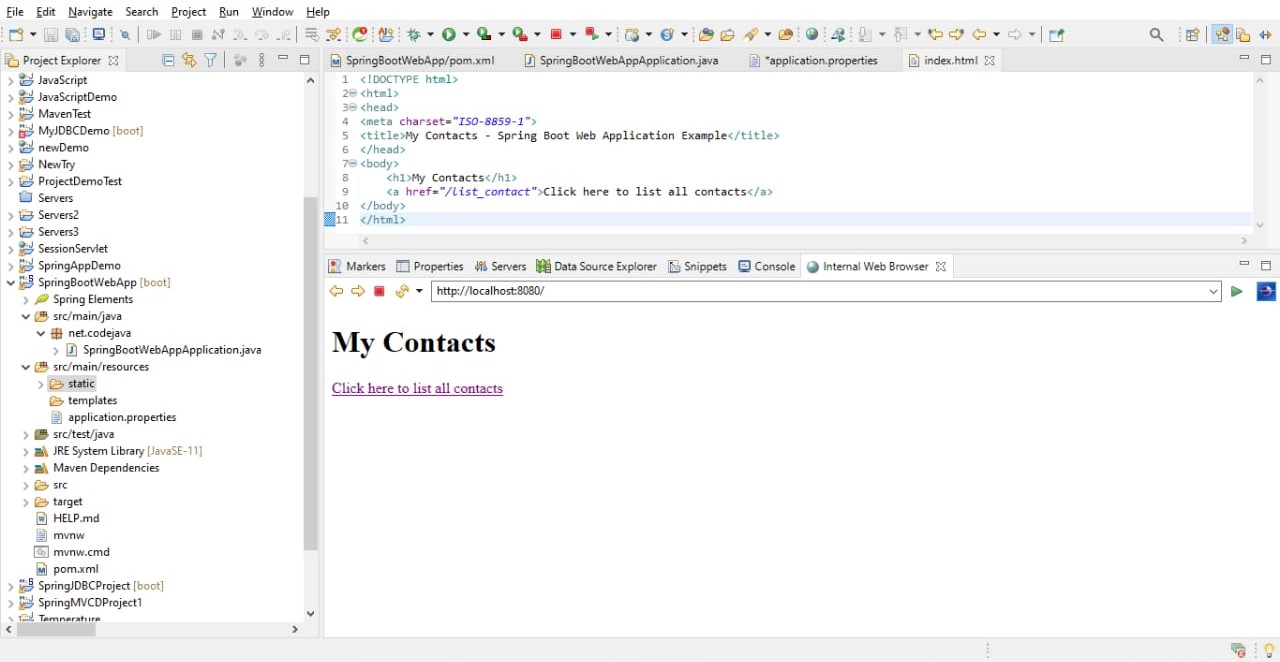 File Edit Navigate Search Project Run Window Help
Project Explorer
JavaScript
JavaScriptDemo
MavenTest
MyJDBCDemo [boot]
newDemo
NewTry
ProjectDemoTest
Servers
Servers2
Servers3
SessionServlet
SpringAppDemo
SpringBootWebApp [boot]
Spring Elements
src/main/java
net.codejava
SpringBootWebAppApplication.java
src/main/resources
static
templates
application.properties
src/test/java
JRE System Library [JavaSE-11]
Maven Dependencies
src
target
HELP.md
mvnw
mvnw.cmd
pom.xml
SpringJDBCProject [boot]
SpringMVCDProject1
Temperature
SpringBootWebApp/pom.xml SpringBootWebAppApplication.java *application.properties index.html
1 <!DOCTYPE html>
2 <html>
3 <head>
4 <meta charset="ISO-8859-1">
5 <title>My Contacts - Spring Boot Web Application Example</title>
6 </head>
7 <body>
8 <h1>My Contacts</h1>
9 <a href="/list_contact">Click here to list all contacts</a>
10 </body>
11 </html>
Markers Properties Servers Data Source Explorer Snippets Console Internal Web Browser
http://localhost:8080/
My Contacts
Click here to list all contacts